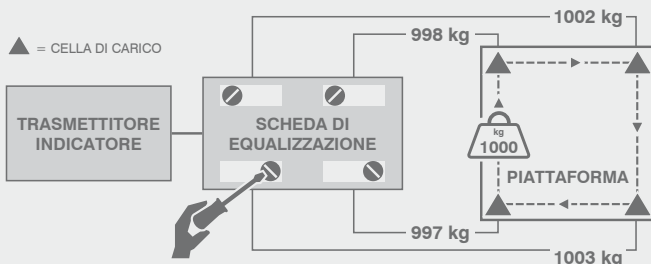 1002 kg
998 kg
= CELLA DI CARICO
TRASMETTITORE
INDICATORE
SCHEDA DI
EQUALIZZAZIONE
kg
1000
PIATTAFORMA
997 kg
1003 kg